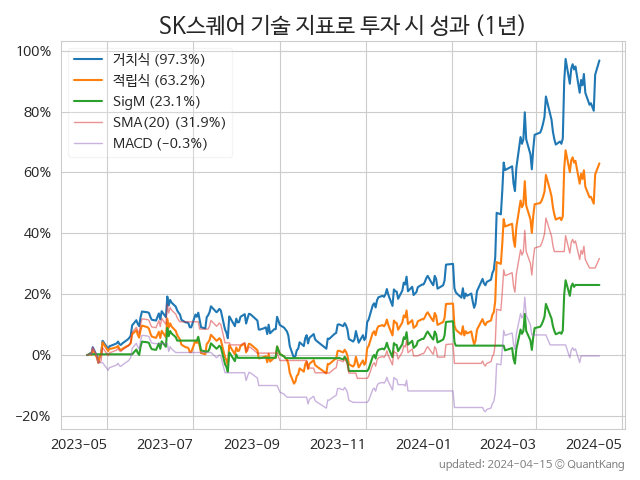 SK스퀘어 기술 지표로 투자 시 성과 (1년)
100%
80%
60%
40%
20%
0%
−20%
거치식 (97.3%)
적립식 (63.2%)
SigM (23.1%)
SMA(20) (31.9%)
MACD (−0.3%)
2023-05 2023-07 2023-09 2023-11 2024-01 2024-03 2024-05
updated: 2024-04-15 © QuantKang